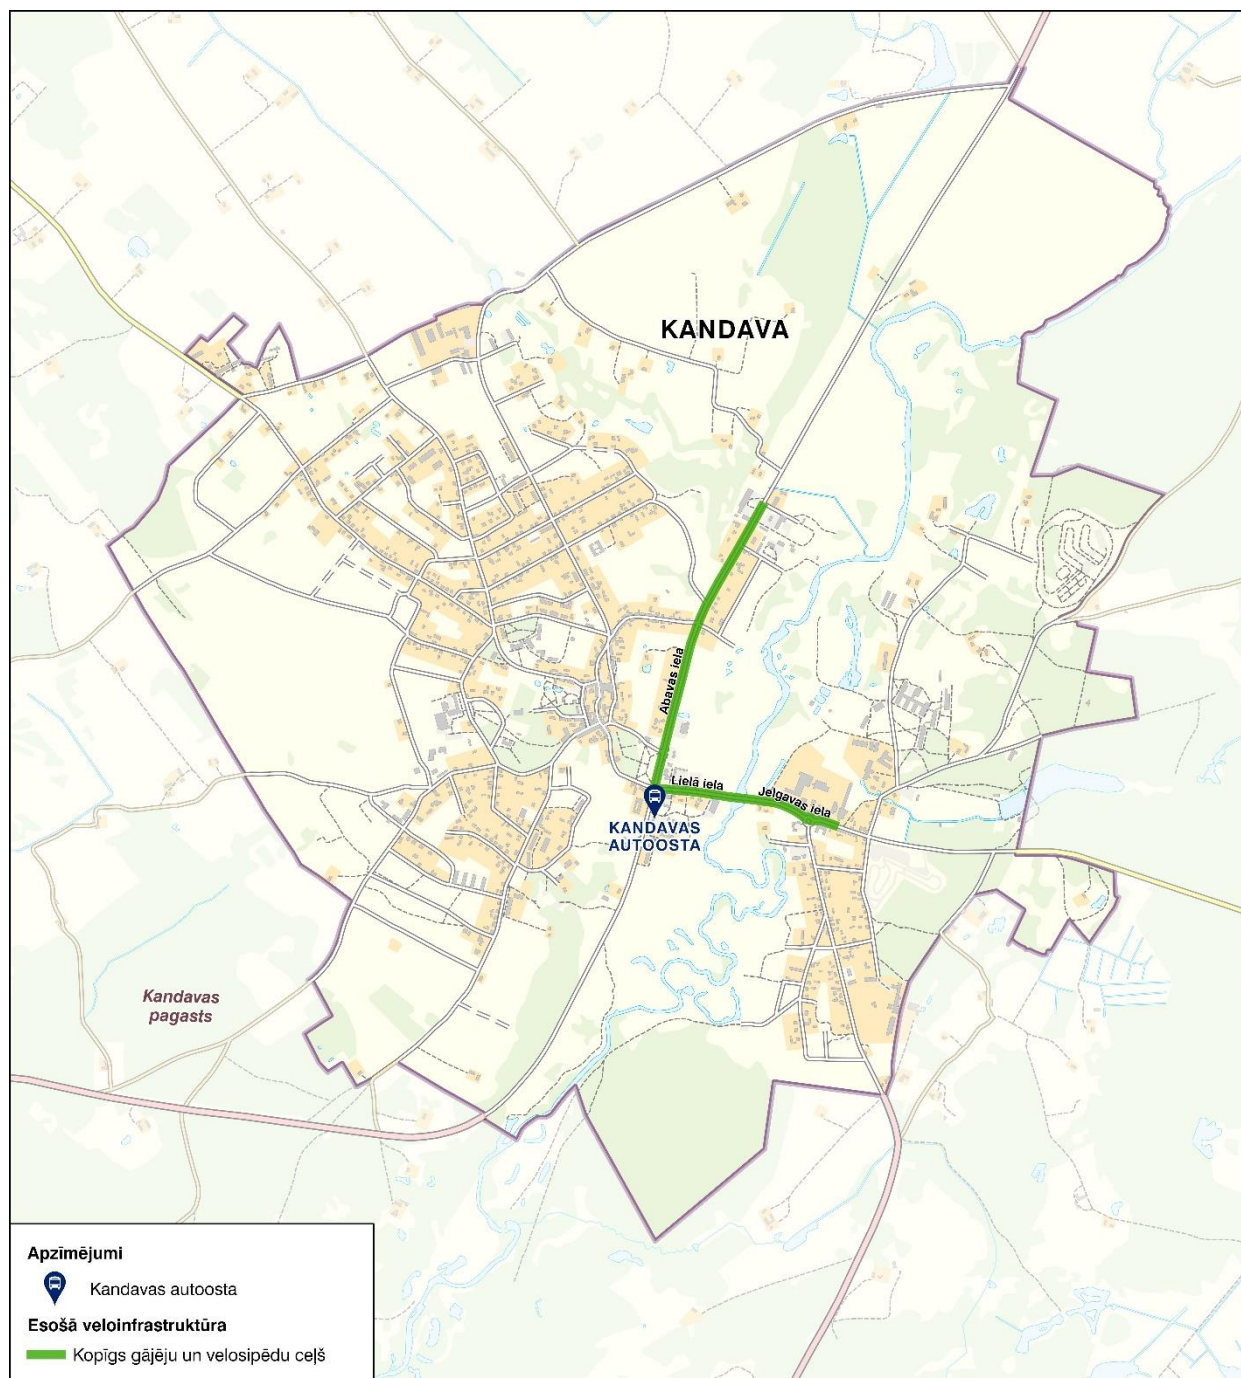 KANDAVA
Abavas iela
Lielā iela
Jelgavas iela
KANDAVAS
AUTOOSTA
Kandavas
pagasts
Apzīmējumi
Kandavas autoosta
Esošā veloinfrastruktūra
Kopīgs gājēju un velosipēdu ceļš